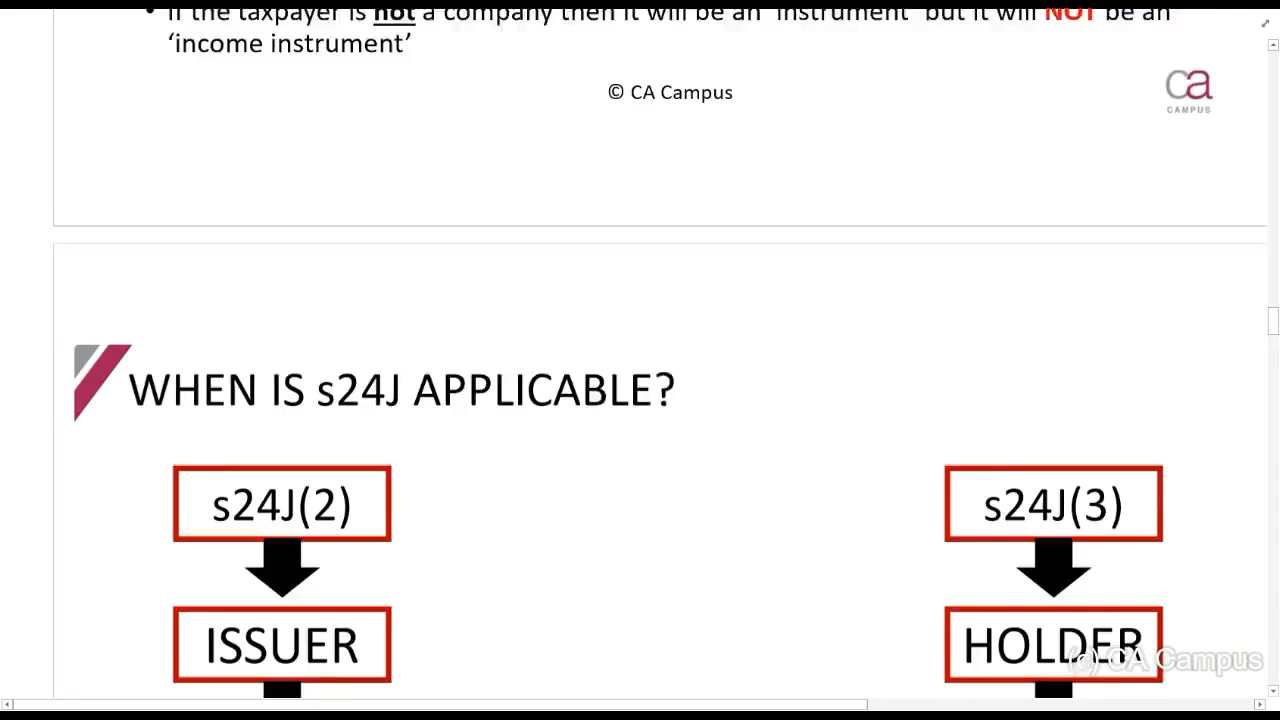 • If the taxpayer is not a company then it will be an 'instrument' but it will NOT be an
‘income instrument’
© CA Campus
ca
CAMPUS
WHEN IS s24J APPLICABLE?
s24J(2)
s24J(3)
ISSUER
HOLDER
(c) CA Campus